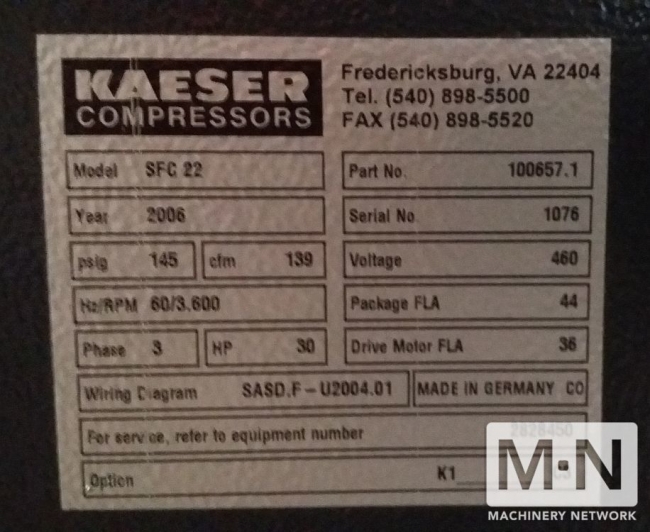 KAESER
COMPRESSORS
Fredericksburg, VA 22404
Tel. (540) 898-5500
FAX (540) 898-5520
Model SFC 22
Part No. 100657.1
Year 2006
Serial No 1076
psig 145 cfm 139
Voltage 460
Hz/RPM 60/3.600
Package FLA 44
Phase 3 HP 30
Drive Motor FLA 36
Wiring Diagram SASD.F-U2004.01 MADE IN GERMANY CO
For service, refer to equipment number
Option K1
M·N
MACHINERY NETWORK